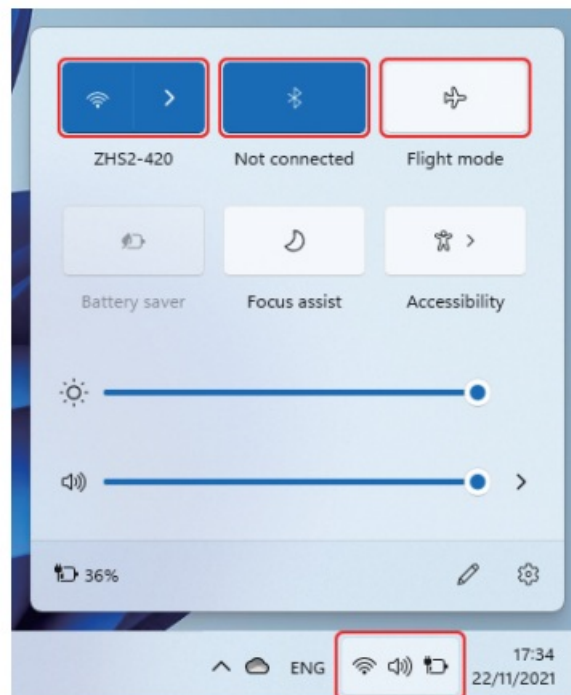 ZHS2-420 Not connected Flight mode
Battery saver Focus assist Accessibility
36%
ENG
17:34
22/11/2021